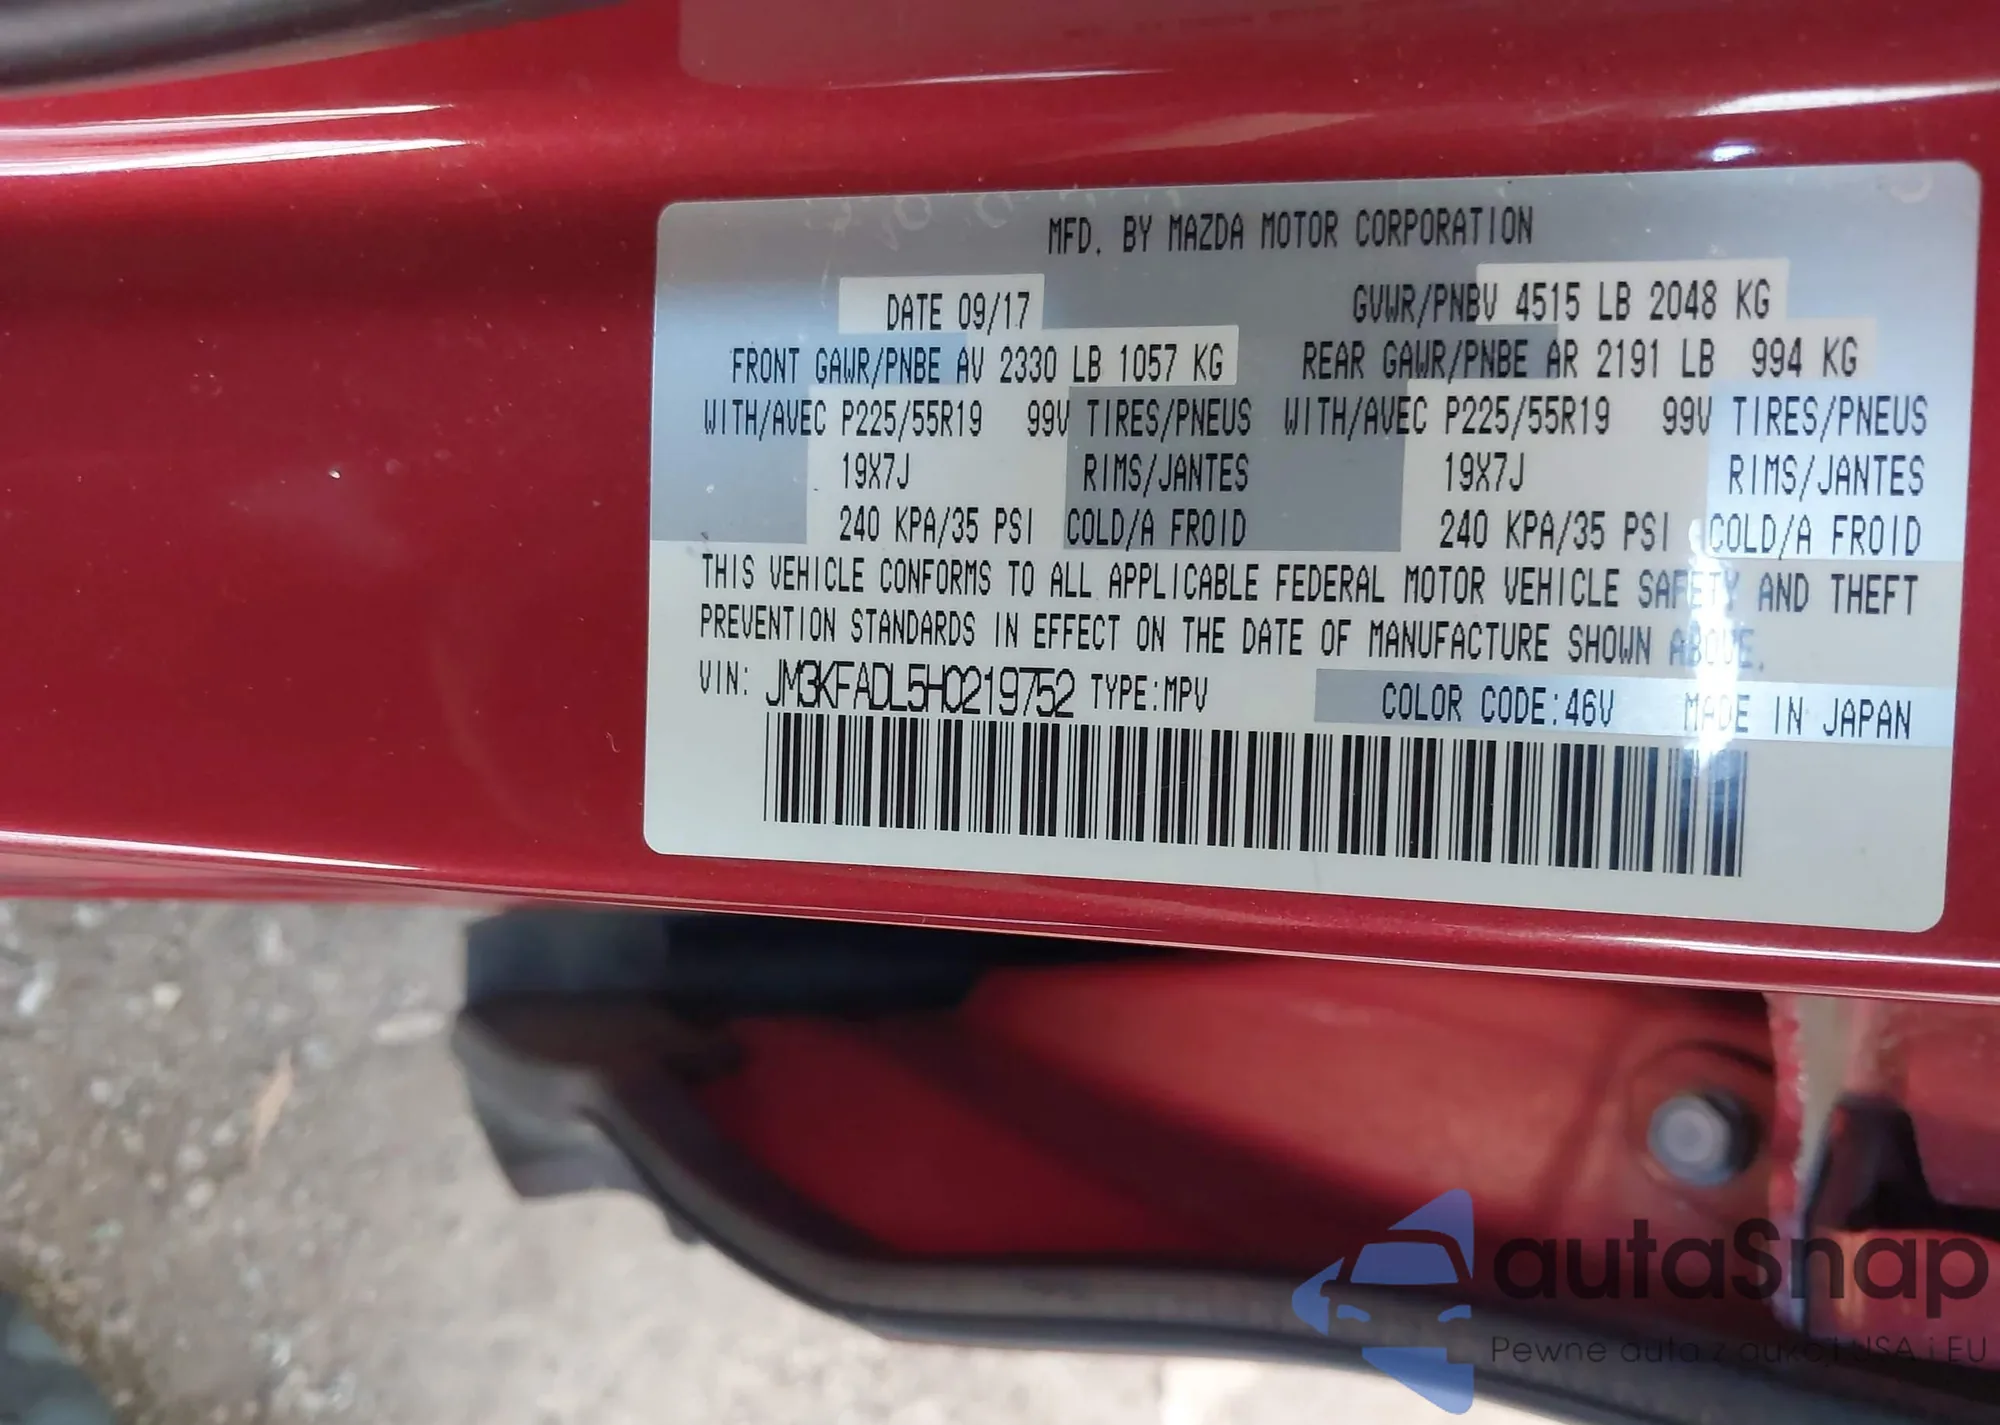 MFD. BY MAZDA MOTOR CORPORATION
DATE 09/17 GVWR/PNBV 4515 LB 2048 KG
FRONT GAWR/PNBE AV 2330 LB 1057 KG REAR GAWR/PNBE AR 2191 LB 994 KG
WITH/AVEC P225/55R19 99V TIRES/PNEUS WITH/AVEC P225/55R19 99V TIRES/PNEUS
19X7J RIMS/JANTES 19X7J RIMS/JANTES
240 KPA/35 PSI COLD/A FROID 240 KPA/35 PSI COLD/A FROID
THIS VEHICLE CONFORMS TO ALL APPLICABLE FEDERAL MOTOR VEHICLE SAFETY AND THEFT
PREVENTION STANDARDS IN EFFECT ON THE DATE OF MANUFACTURE SHOWN ABOVE.
VIN: JM3KFADL5H0219752 TYPE:MPV COLOR CODE:46V MADE IN JAPAN
autaSnap
Pewne auta z aukcji USA i EU